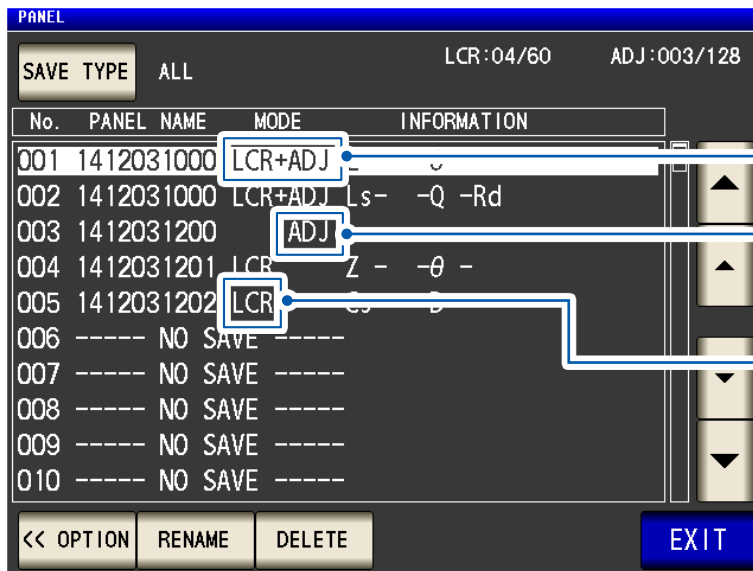 PANEL
SAVE TYPE ALL LCR:04/60 ADJ:003/128
No. PANEL NAME MODE INFORMATION
001 1412031000 LCR+ADJ
002 1412031000 LCR+ADJ Ls- -Q -Rd
003 1412031200 ADJ
004 1412031201 LCR Z - -θ -
005 1412031202 LCR
006 ----- NO SAVE -----
007 ----- NO SAVE -----
008 ----- NO SAVE -----
009 ----- NO SAVE -----
010 ----- NO SAVE -----
<< OPTION RENAME DELETE EXIT